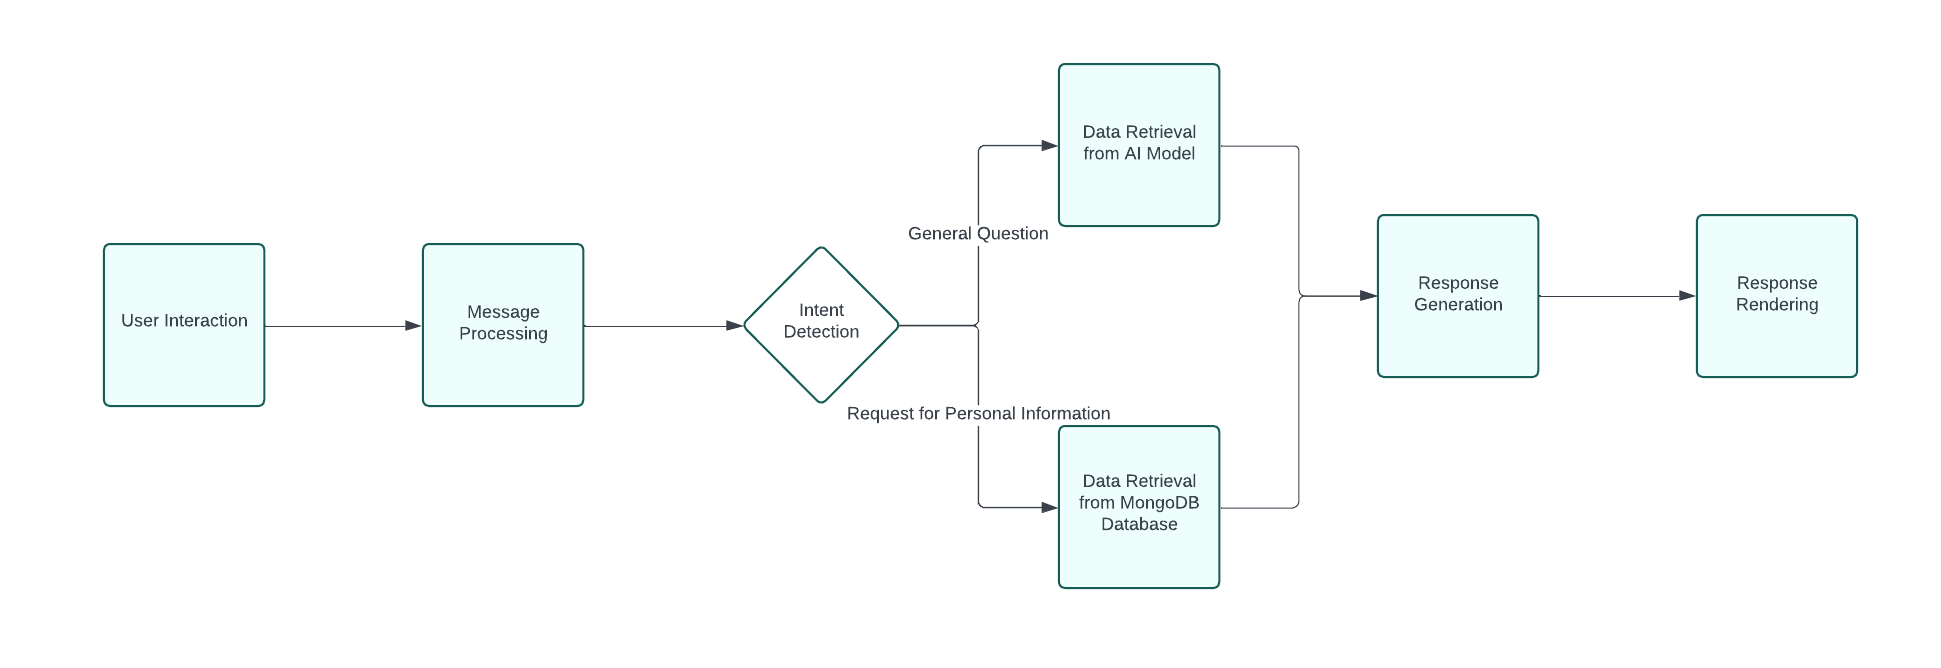 User Interaction
Message
Processing
Intent
Detection
General Question
Request for Personal Information
Data Retrieval
from AI Model
Data Retrieval
from MongoDB
Database
Response
Generation
Response
Rendering